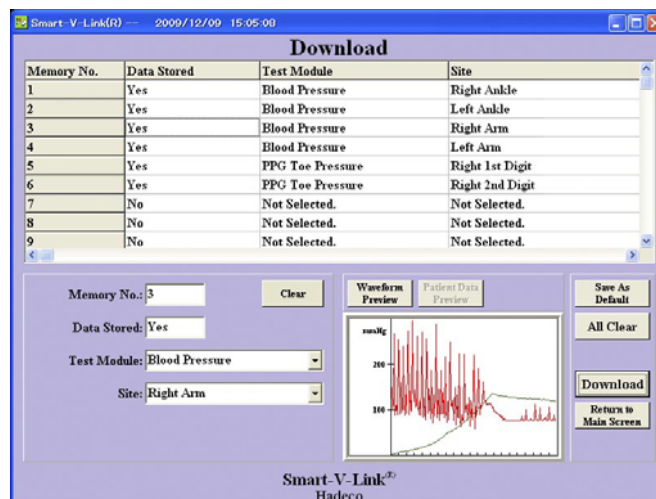 Smart-V-Link(R) -- 2009/12/09 15:05:08
Download
Memory No. Data Stored Test Module Site
1 Yes Blood Pressure Right Ankle
2 Yes Blood Pressure Left Ankle
3 Yes Blood Pressure Right Arm
4 Yes Blood Pressure Left Arm
5 Yes PPG Toe Pressure Right 1st Digit
6 Yes PPG Toe Pressure Right 2nd Digit
7 No Not Selected. Not Selected.
8 No Not Selected. Not Selected.
9 No Not Selected. Not Selected.
Memory No.: 3 Clear
Data Stored: Yes
Test Module: Blood Pressure
Site: Right Arm
Waveform Preview
Patient Data Preview
mmHg
200
100
Save As Default
All Clear
Download
Return to Main Screen
Smart-V-Link®
Hadeco